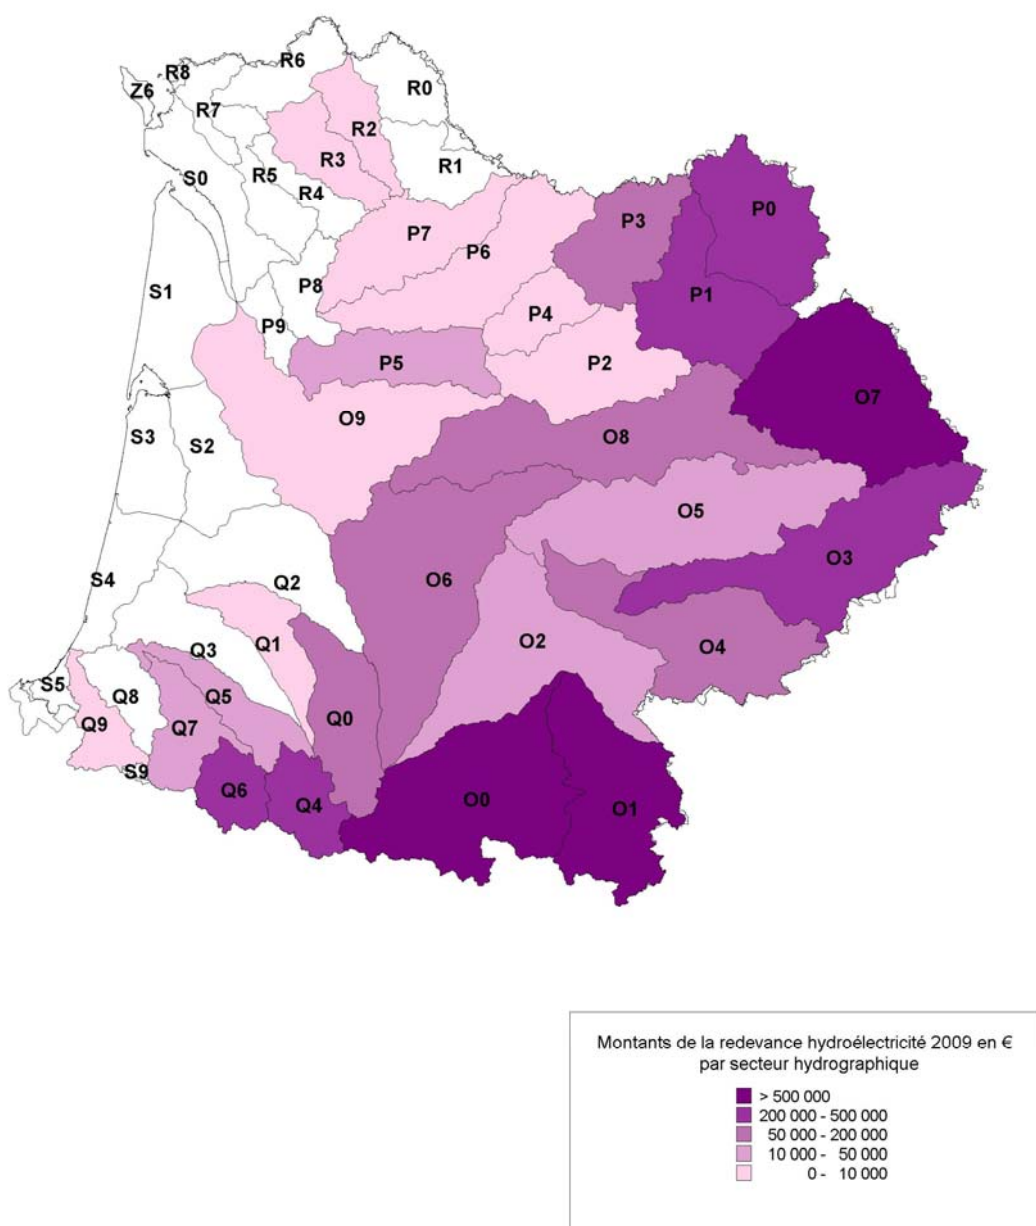 R6
R8
Z6
R0
R7
R2
R3
R1
R5
S0
R4
P3
P0
P7
P6
P8
S1
P1
P4
P9
P5
P2
O7
O9
O8
S3
S2
O5
O3
S4
O6
Q2
Q1
O2
O4
Q3
S5
Q8
Q5
Q0
Q9
Q7
S9
Q6
Q4
O0
O1
Montants de la redevance hydroélectricité 2009 en €
par secteur hydrographique
> 500 000
200 000 - 500 000
50 000 - 200 000
10 000 - 50 000
0 - 10 000